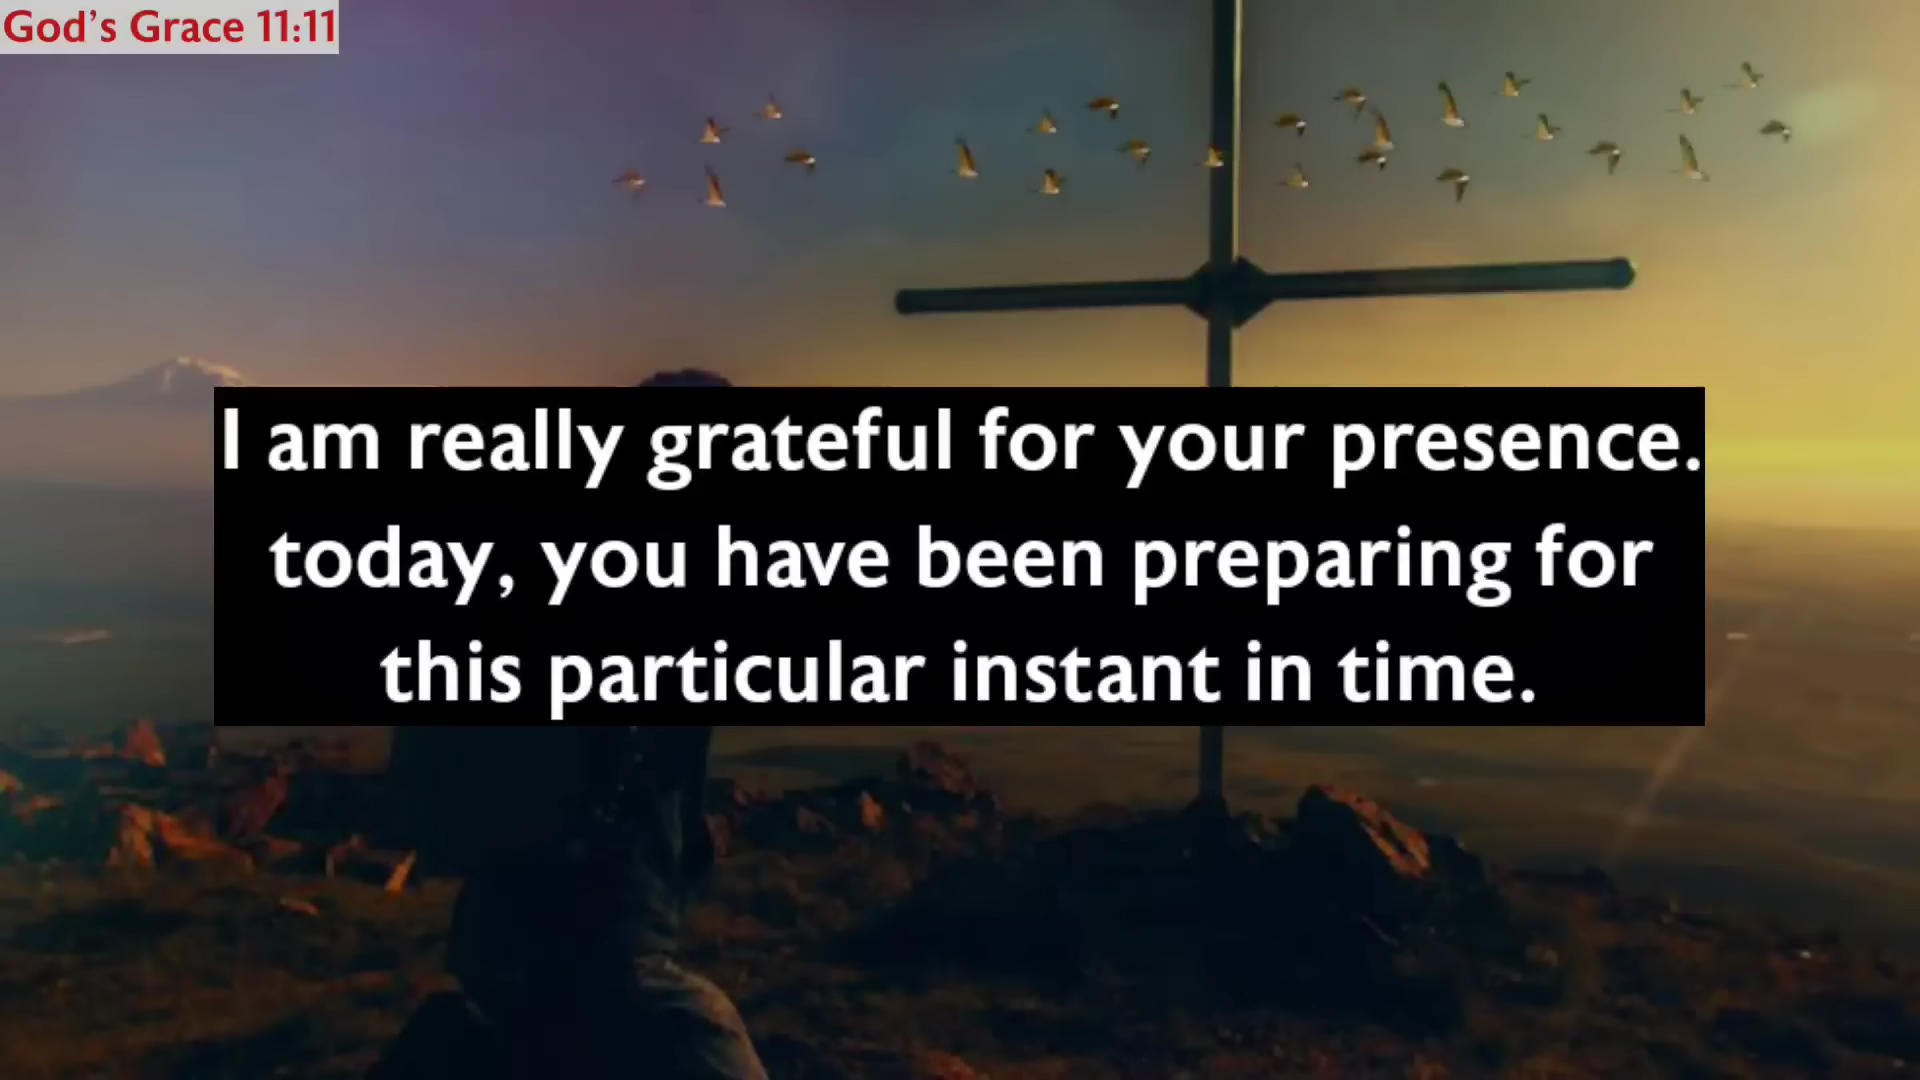 God's Grace 11:11
I am really grateful for your presence.
today, you have been preparing for
this particular instant in time.